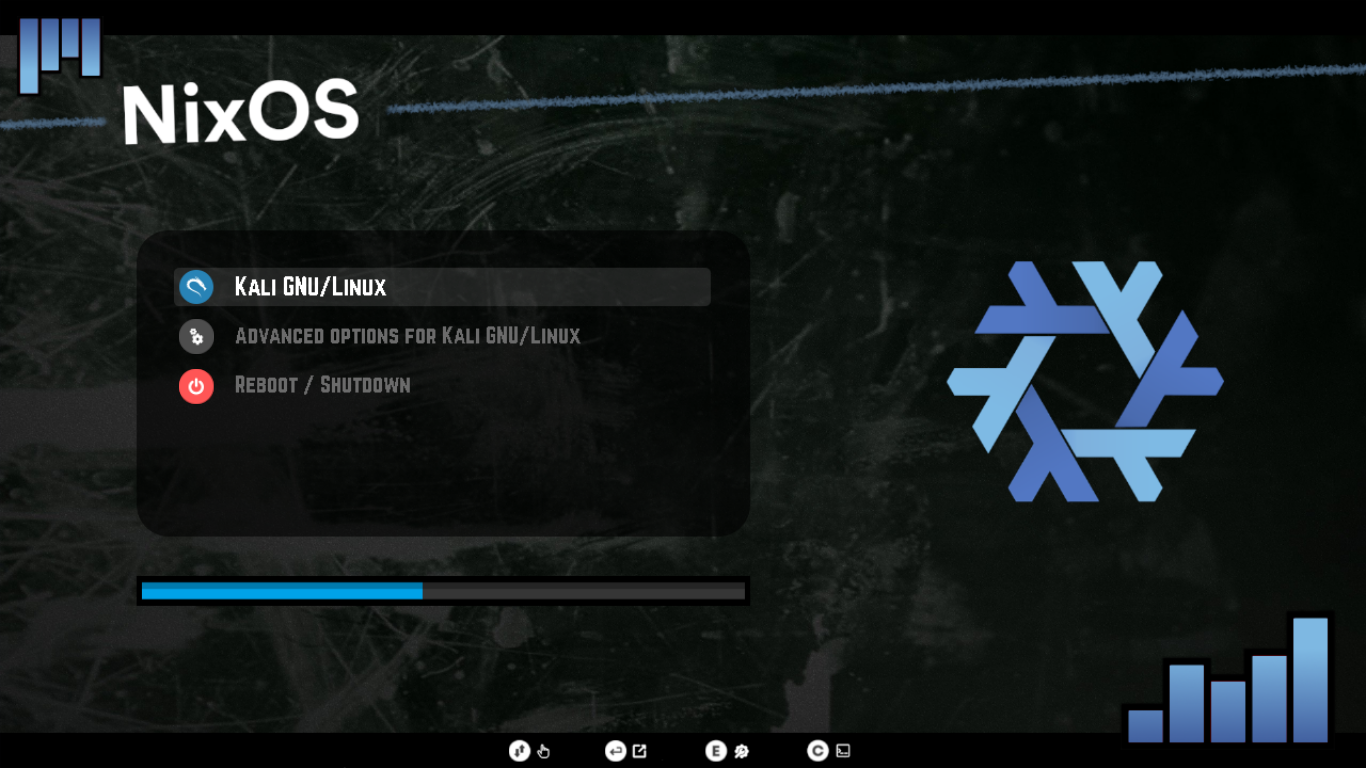 NixOS
Kali GNU/Linux
Advanced options for Kali GNU/Linux
Reboot / Shutdown
E
C